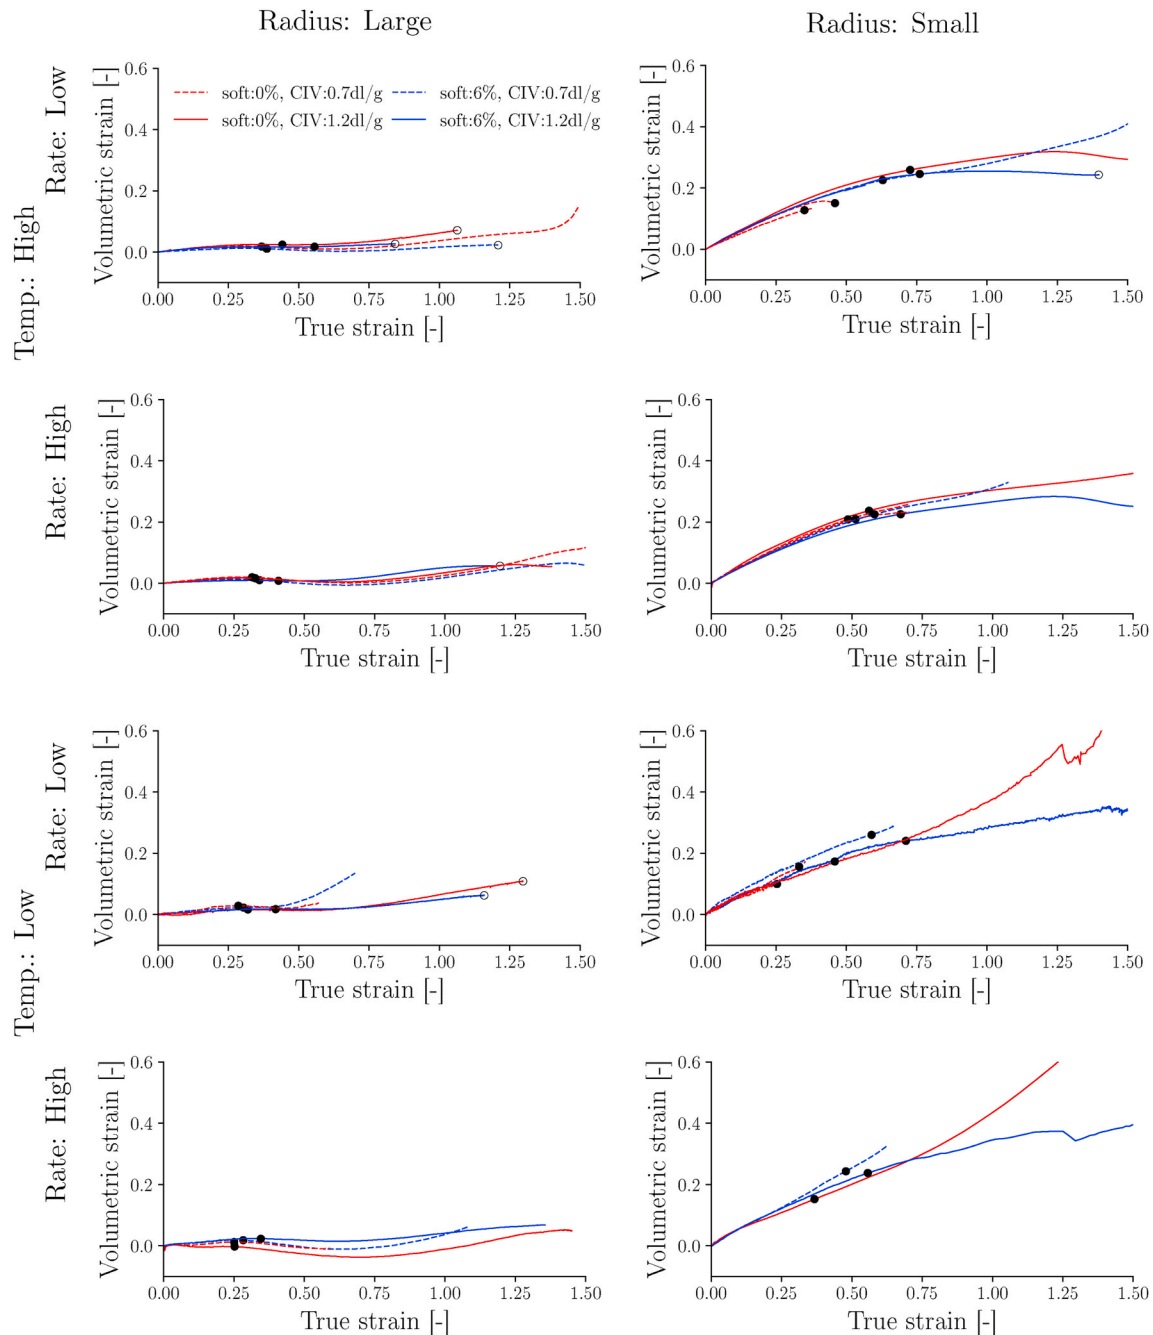 Radius: Large
Radius: Small
Temp.: High
Rate: Low
Volumetric strain [-]
0.6
0.4
0.2
0.0
soft:0%, CIV:0.7dl/g
soft:6%, CIV:0.7dl/g
soft:0%, CIV:1.2dl/g
soft:6%, CIV:1.2dl/g
0.00 0.25 0.50 0.75 1.00 1.25 1.50
True strain [-]
Volumetric strain [-]
0.6
0.4
0.2
0.0
0.00 0.25 0.50 0.75 1.00 1.25 1.50
True strain [-]
Rate: High
Volumetric strain [-]
0.6
0.4
0.2
0.0
0.00 0.25 0.50 0.75 1.00 1.25 1.50
True strain [-]
Volumetric strain [-]
0.6
0.4
0.2
0.0
0.00 0.25 0.50 0.75 1.00 1.25 1.50
True strain [-]
Temp.: Low
Rate: Low
Volumetric strain [-]
0.6
0.4
0.2
0.0
0.00 0.25 0.50 0.75 1.00 1.25 1.50
True strain [-]
Volumetric strain [-]
0.6
0.4
0.2
0.0
0.00 0.25 0.50 0.75 1.00 1.25 1.50
True strain [-]
Rate: High
Volumetric strain [-]
0.6
0.4
0.2
0.0
0.00 0.25 0.50 0.75 1.00 1.25 1.50
True strain [-]
Volumetric strain [-]
0.6
0.4
0.2
0.0
0.00 0.25 0.50 0.75 1.00 1.25 1.50
True strain [-]